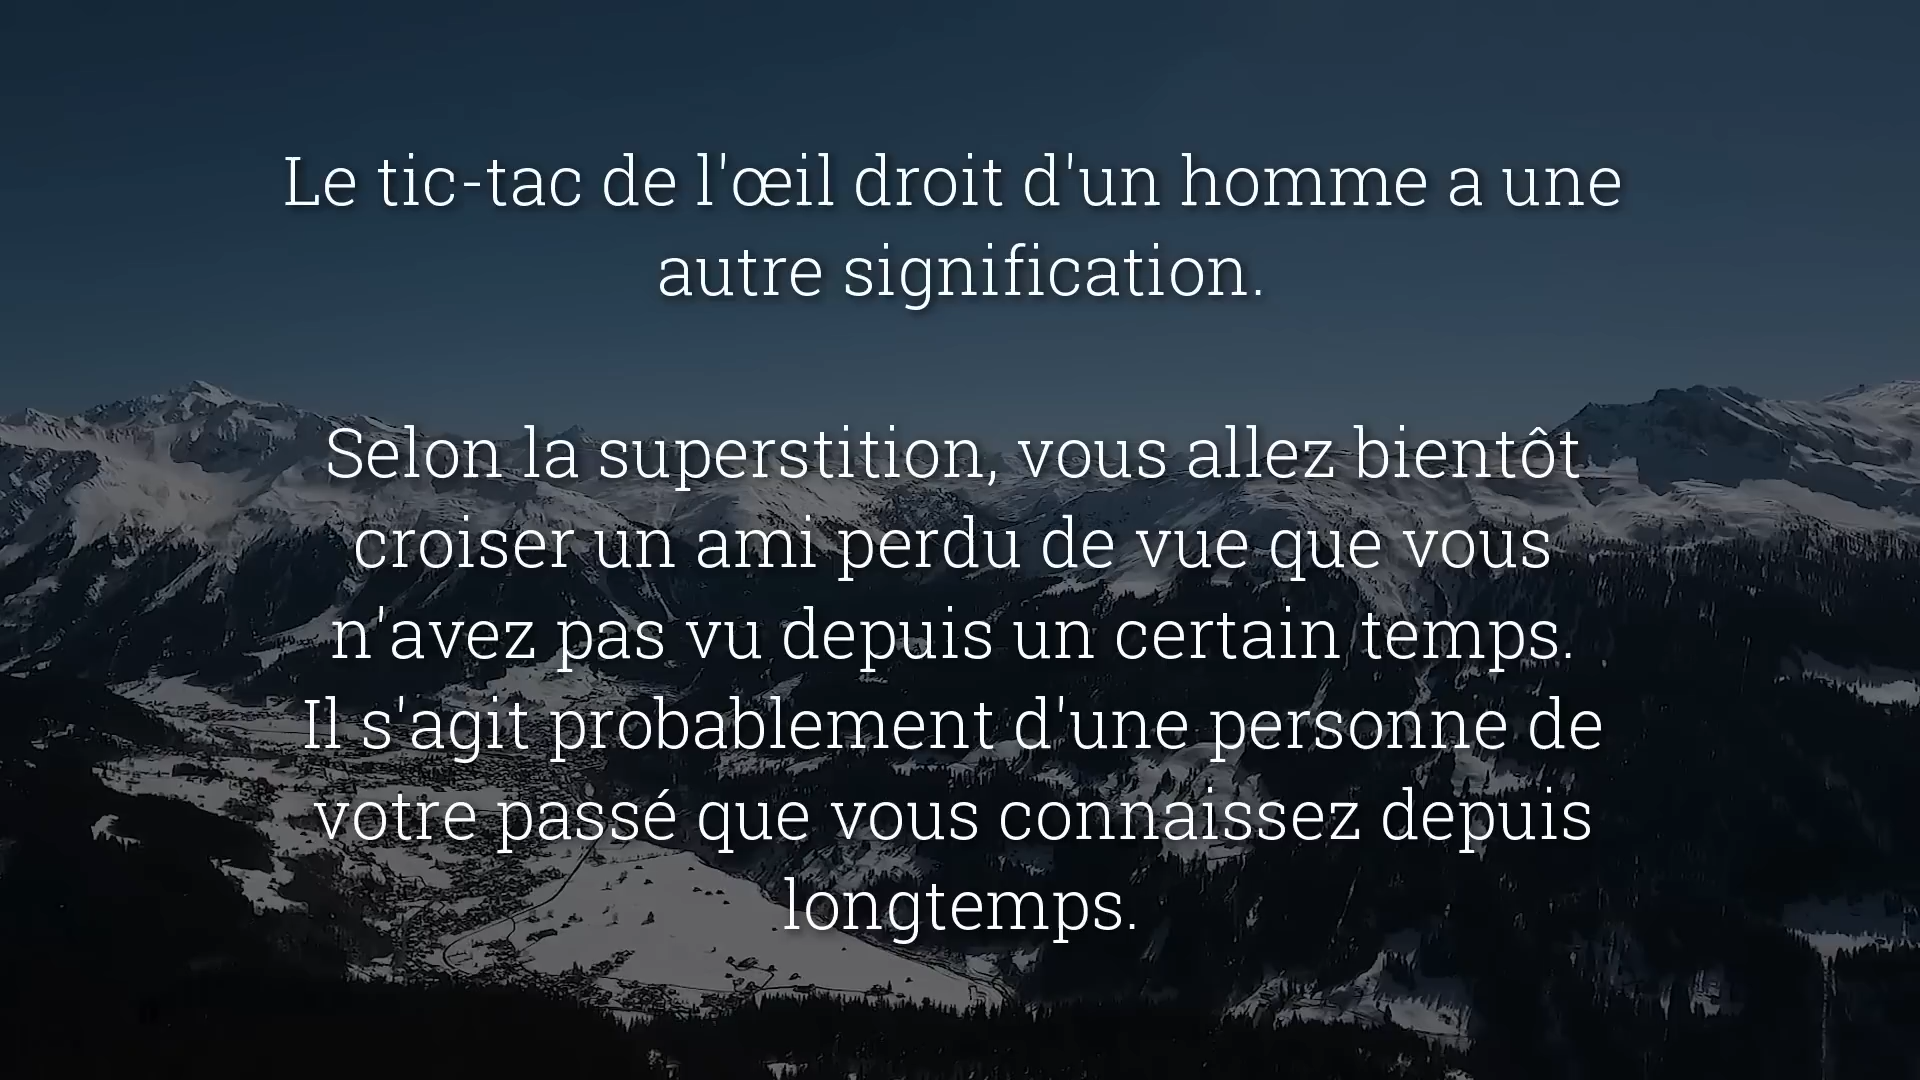 Le tic-tac de l'œil droit d'un homme a une
autre signification.
Selon la superstition, vous allez bientôt
croiser un ami perdu de vue que vous
n'avez pas vu depuis un certain temps.
Il s'agit probablement d'une personne de
votre passé que vous connaissez depuis
longtemps.